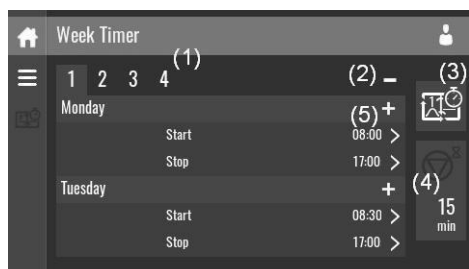 Week Timer
(1)
1 2 3 4 (2) − (3)
Monday (5) +
Start 08:00 >
Stop 17:00 >
Tuesday +
(4)
Start 08:30 >
Stop 17:00 >
15
min